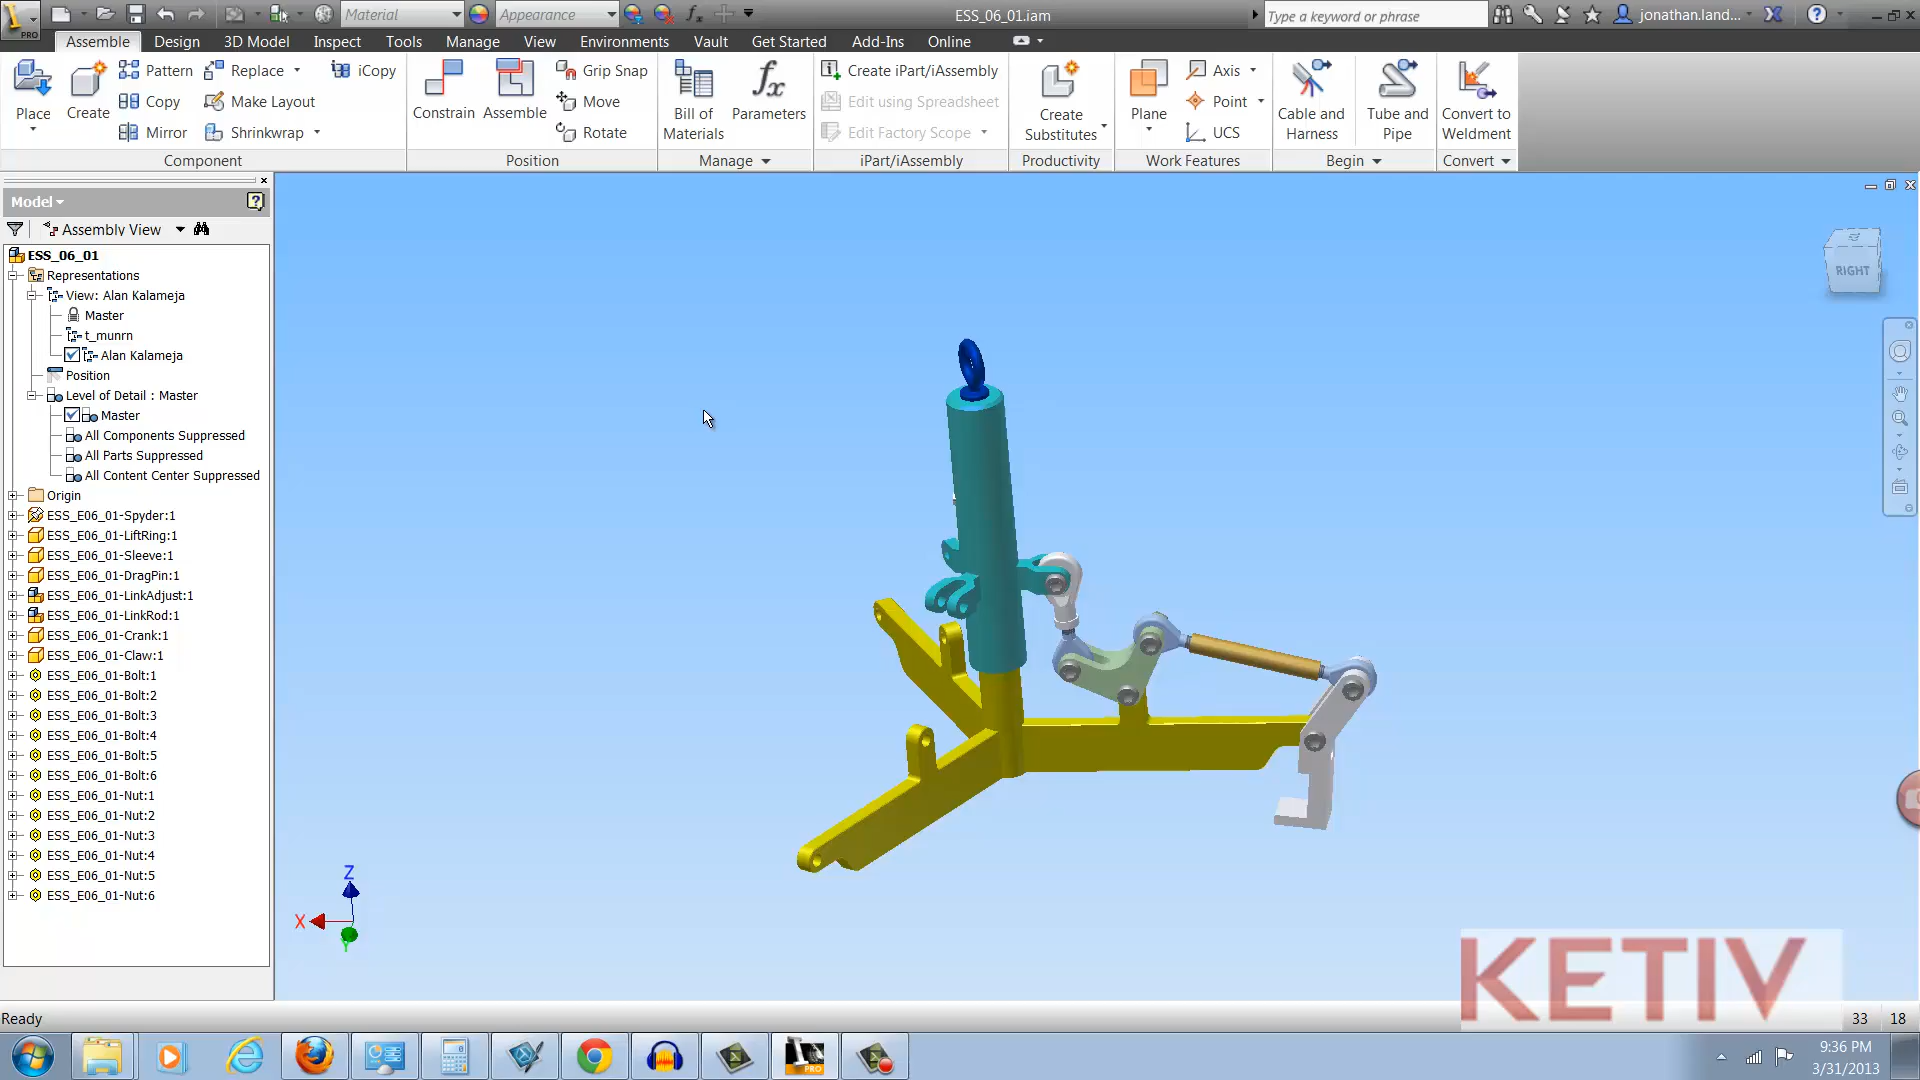 PRO
Material
Appearance
ESS_06_01.iam
Type a keyword or phrase
jonathan.land...
Assemble
Design
3D Model
Inspect
Tools
Manage
View
Environments
Vault
Get Started
Add-Ins
Online
Place
Create
Pattern
Copy
Mirror
Replace
Make Layout
Shrinkwrap
iCopy
Component
Constrain
Assemble
Grip Snap
Move
Rotate
Position
Bill of
Materials
Parameters
Manage
Create iPart/iAssembly
Edit using Spreadsheet
Edit Factory Scope
iPart/iAssembly
Create
Substitutes
Productivity
Plane
Axis
Point
UCS
Work Features
Cable and
Harness
Tube and
Pipe
Begin
Convert to
Weldment
Convert
Model
Assembly View
ESS_06_01
Representations
View: Alan Kalameja
Master
t_munrn
Alan Kalameja
Position
Level of Detail : Master
Master
All Components Suppressed
All Parts Suppressed
All Content Center Suppressed
Origin
ESS_E06_01-Spyder:1
ESS_E06_01-LiftRing:1
ESS_E06_01-Sleeve:1
ESS_E06_01-DragPin:1
ESS_E06_01-LinkAdjust:1
ESS_E06_01-LinkRod:1
ESS_E06_01-Crank:1
ESS_E06_01-Claw:1
ESS_E06_01-Bolt:1
ESS_E06_01-Bolt:2
ESS_E06_01-Bolt:3
ESS_E06_01-Bolt:4
ESS_E06_01-Bolt:5
ESS_E06_01-Bolt:6
ESS_E06_01-Nut:1
ESS_E06_01-Nut:2
ESS_E06_01-Nut:3
ESS_E06_01-Nut:4
ESS_E06_01-Nut:5
ESS_E06_01-Nut:6
RIGHT
Z
X
Y
KETIV
Ready
33 18
PRO
9:36 PM
3/31/2013